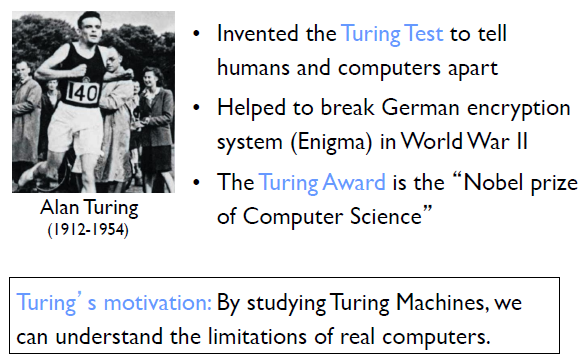 140
Alan Turing
(1912-1954)
• Invented the Turing Test to tell
humans and computers apart
• Helped to break German encryption
system (Enigma) in World War II
• The Turing Award is the “Nobel prize
of Computer Science”
Turing’s motivation: By studying Turing Machines, we
can understand the limitations of real computers.